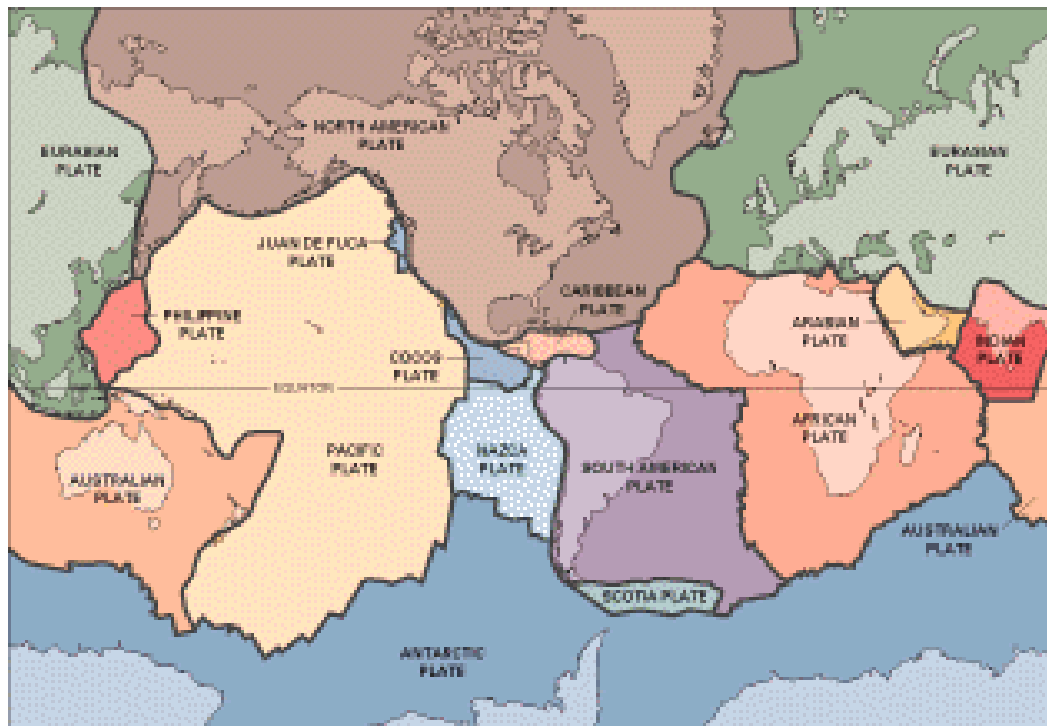 NORTH AMERICAN
PLATE
EURASIAN
PLATE
EURASIAN
PLATE
JUAN DE FUCA
PLATE
CARIBBEAN
PLATE
PHILIPPINE
PLATE
ARABIAN
PLATE
INDIAN
PLATE
COCOS
PLATE
EQUATOR
AFRICAN
PLATE
PACIFIC
PLATE
NAZCA
PLATE
SOUTH AMERICAN
PLATE
AUSTRALIAN
PLATE
AUSTRALIAN
PLATE
SCOTIA PLATE
ANTARCTIC
PLATE